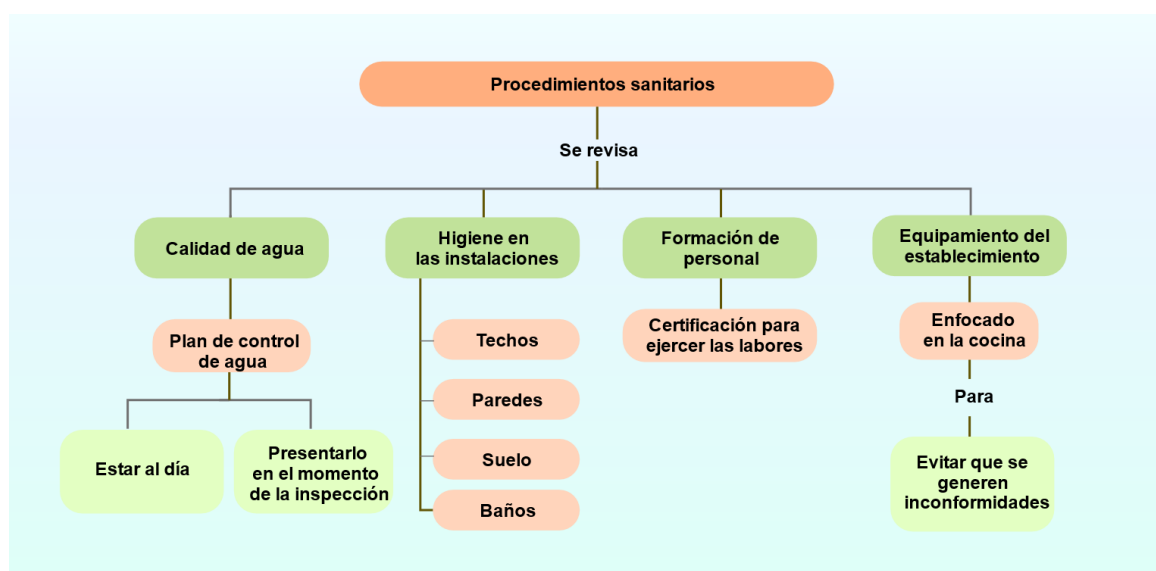 Procedimientos sanitarios
Se revisa
Calidad de agua
Higiene en
las instalaciones
Formación de
personal
Equipamiento del
establecimiento
Plan de control
de agua
Techos
Certificación para
ejercer las labores
Enfocado
en la cocina
Paredes
Para
Estar al día
Presentarlo
en el momento
de la inspección
Suelo
Evitar que se
generen
inconformidades
Baños